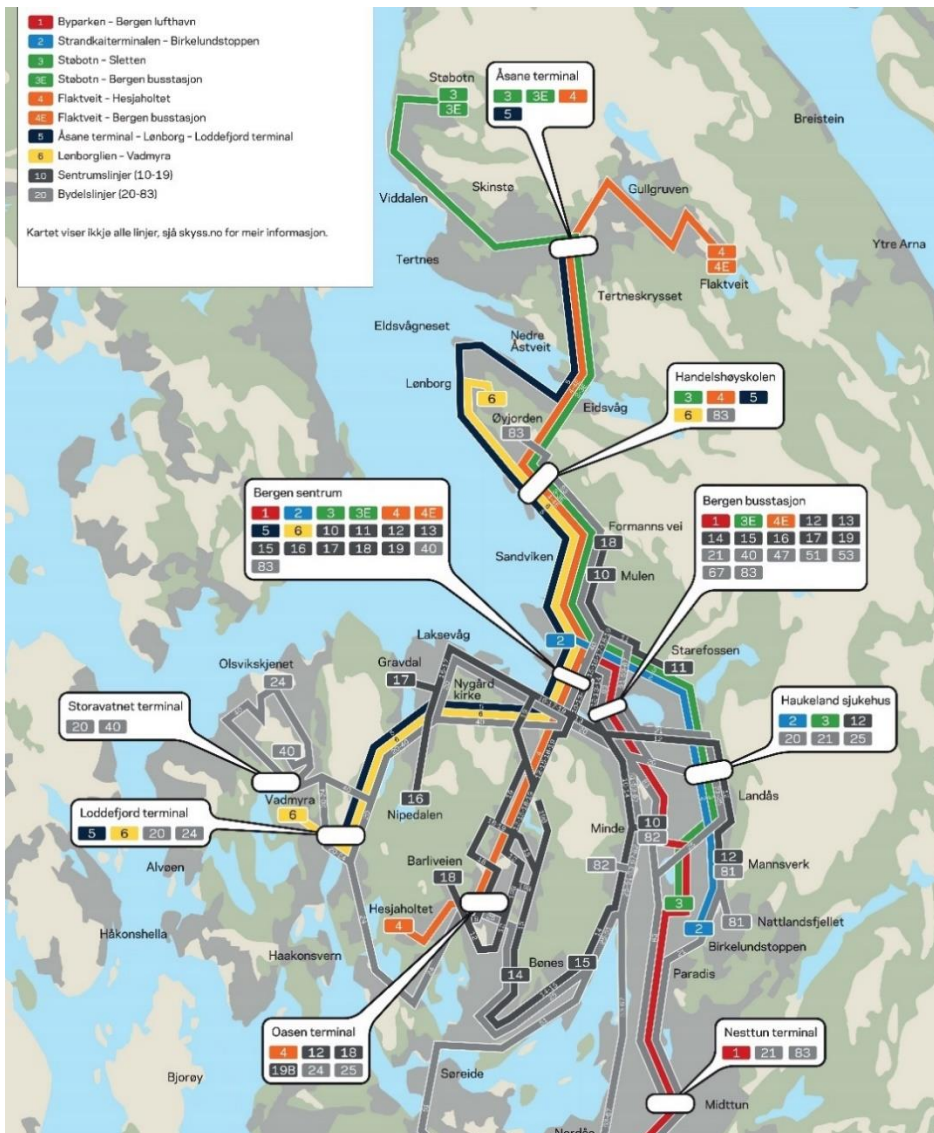 1 Byparken - Bergen lufthavn
2 Strandkaiterminalen - Birkelundstoppen
3 Støbotn - Sletten
3E Støbotn - Bergen busstasjon
4 Flaktveit - Hesjaholtet
4E Flaktveit - Bergen busstasjon
5 Åsane terminal - Lønborg - Loddefjord terminal
6 Lønborglien - Vadmyra
10 Sentrumslinjer (10-19)
20 Bydelslinjer (20-83)
Kartet viser ikkje alle linjer, sjå skyss.no for meir informasjon.
Støbotn
3
3E
Åsane terminal
3 3E 4
5
Breistein
Skinstø
Gullgruven
Viddalen
Tertnes
4
4E
Flaktveit
Ytre Arna
Tertneskrysset
Eldsvågneset
Nedre
Åstveit
Lønborg
6
Øyjorden
83
Eidsvåg
Handelshøyskolen
3 4 5
6 83
Bergen sentrum
1 2 3 3E 4 4E
5 6 10 11 12 13
15 16 17 18 19 40
83
Bergen busstasjon
1 3E 4E 12 13
14 15 16 17 19
21 40 47 51 53
67 83
Formanns vei
18
Sandviken
10 Mulen
2
Laksevåg
Starefossen
11
Olsvikskjenet
24
Gravdal
17
Nygård
kirke
Storavatnet terminal
20 40
40
Haukeland sjukehus
2 3 12
20 21 25
Vadmyra
6
Loddefjord terminal
5 6 20 24
16
Nipedalen
Landås
Minde
10
82
Alvøen
Barliveien
18
82
12
81
Mannsverk
Hesjaholtet
4
3
2
81
Nattlandsfjellet
Birkelundstoppen
Håkonshella
Haakonsvern
14
Bønes
15
Paradis
Oasen terminal
4 12 18
19B 24 25
Nesttun terminal
1 21 83
Bjorøy
Søreide
Midttun